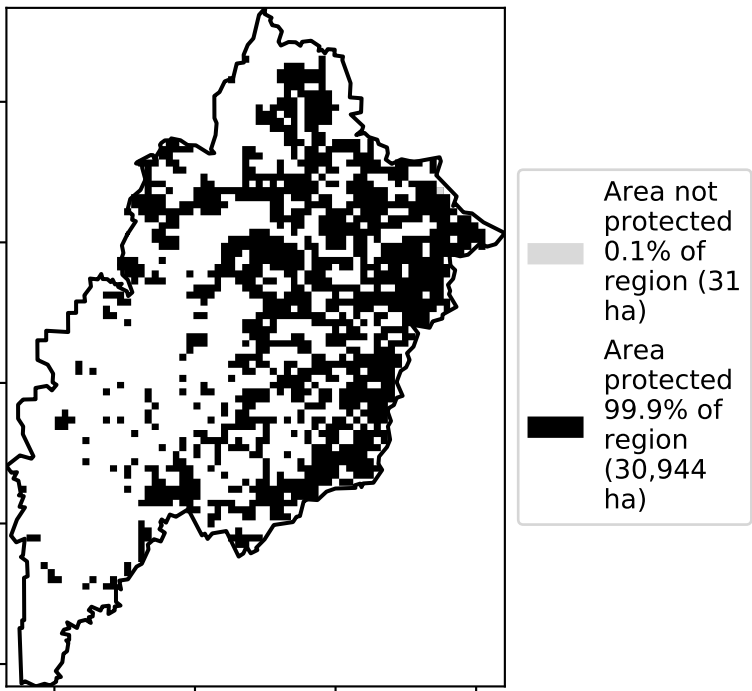 Area not
protected
0.1% of
region (31
ha)
Area
protected
99.9% of
region
(30,944
ha)